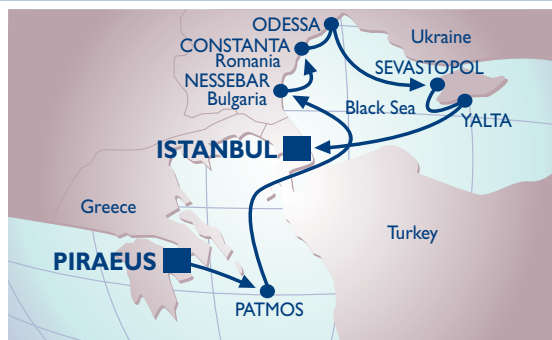 ODESSA
CONSTANTA
Romania
Ukraine
NESSEBAR
Bulgaria
SEVASTOPOL
Black Sea
YALTA
ISTANBUL
Greece
Turkey
PIRAEUS
PATMOS